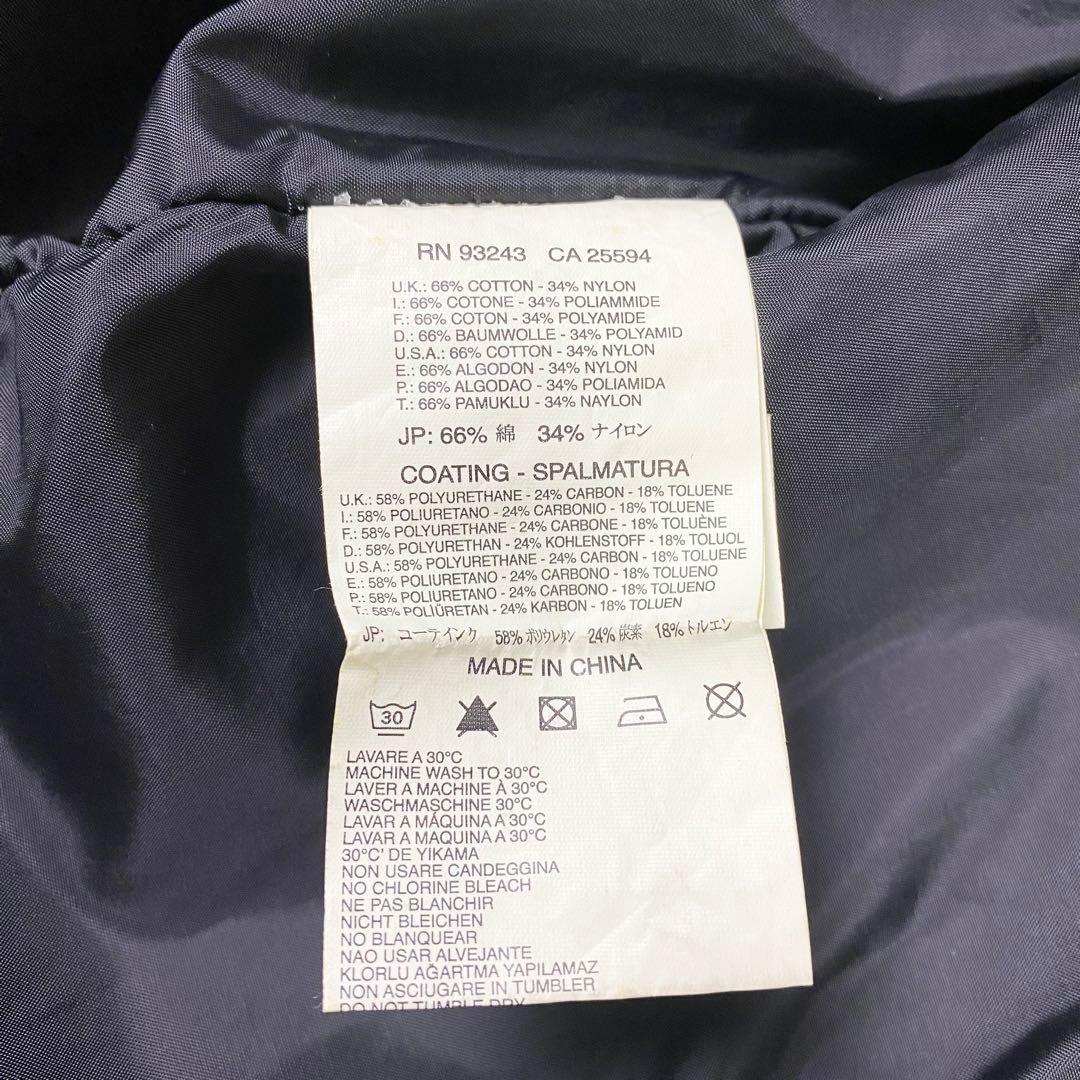 RN 93243 CA 25594
U.K.: 66% COTTON - 34% NYLON
I.: 66% COTONE - 34% POLIAMMIDE
F.: 66% COTON - 34% POLYAMIDE
D.: 66% BAUMWOLLE - 34% POLYAMID
U.S.A.: 66% COTTON - 34% NYLON
E.: 66% ALGODON - 34% NYLON
P.: 66% ALGODAO - 34% POLIAMIDA
T.: 66% PAMUKLU - 34% NAYLON
JP: 66% 綿 34% ナイロン
COATING - SPALMATURA
U.K.: 58% POLYURETHANE - 24% CARBON - 18% TOLUENE
I.: 58% POLIURETANO - 24% CARBONIO - 18% TOLUENE
F.: 58% POLYURETHANE - 24% CARBONE - 18% TOLUÈNE
D.: 58% POLYURETHAN - 24% KOHLENSTOFF - 18% TOLUOL
U.S.A.: 58% POLYURETHANE - 24% CARBON - 18% TOLUENE
E.: 58% POLIURETANO - 24% CARBONO - 18% TOLUENO
P.: 58% POLIURETANO - 24% CARBONO - 18% TOLUENO
T.: 58% POLİÜRETAN - 24% KARBON - 18% TOLUEN
JP: コーテインク 58% ポリウレタン 24% 炭素 18% トルエン
MADE IN CHINA
30
LAVARE A 30°C
MACHINE WASH TO 30°C
LAVER A MACHINE À 30°C
WASCHMASCHINE 30°C
LAVAR A MÁQUINA A 30°C
LAVAR A MAQUINA A 30°C
30°C' DE YIKAMA
NON USARE CANDEGGINA
NO CHLORINE BLEACH
NE PAS BLANCHIR
NICHT BLEICHEN
NO BLANQUEAR
NAO USAR ALVEJANTE
KLORLU AĞARTMA YAPILAMAZ
NON ASCIUGARE IN TUMBLER
DO NOT TUMBLE DRY